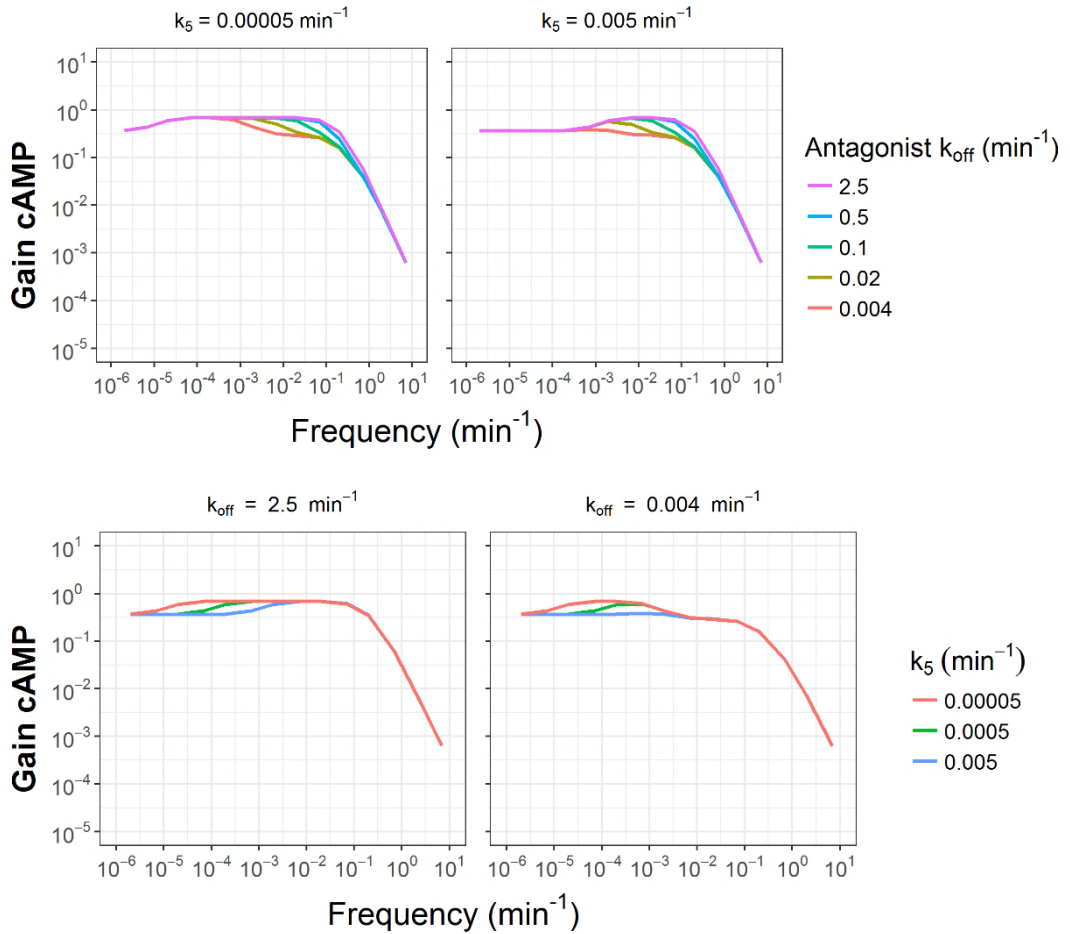 k₅ = 0.00005 min⁻¹ k₅ = 0.005 min⁻¹
Gain cAMP
10¹
10⁰
10⁻¹
10⁻²
10⁻³
10⁻⁴
10⁻⁵
10⁻⁶ 10⁻⁵ 10⁻⁴ 10⁻³ 10⁻² 10⁻¹ 10⁰ 10¹ 10⁻⁶ 10⁻⁵ 10⁻⁴ 10⁻³ 10⁻² 10⁻¹ 10⁰ 10¹
Frequency (min⁻¹)
Antagonist kₒff (min⁻¹)
2.5
0.5
0.1
0.02
0.004
kₒff = 2.5 min⁻¹ kₒff = 0.004 min⁻¹
Gain cAMP
10¹
10⁰
10⁻¹
10⁻²
10⁻³
10⁻⁴
10⁻⁵
10⁻⁶ 10⁻⁵ 10⁻⁴ 10⁻³ 10⁻² 10⁻¹ 10⁰ 10¹ 10⁻⁶ 10⁻⁵ 10⁻⁴ 10⁻³ 10⁻² 10⁻¹ 10⁰ 10¹
Frequency (min⁻¹)
k₅ (min⁻¹)
0.00005
0.0005
0.005